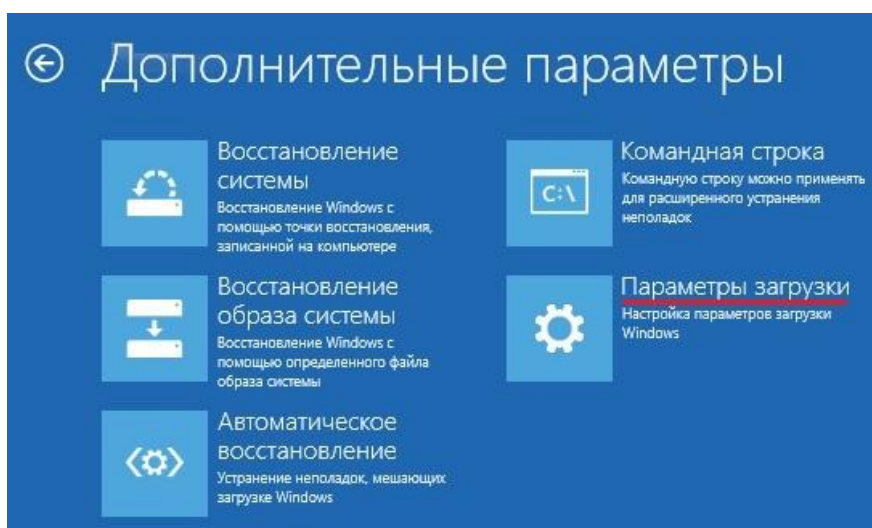 Дополнительные параметры
Восстановление
системы
Восстановление Windows с
помощью точки восстановления,
записанной на компьютере
Восстановление
образа системы
Восстановление Windows с
помощью определенного файла
образа системы
Автоматическое
восстановление
Устранение неполадок, мешающих
загрузке Windows
Командная строка
Командную строку можно применять
для расширенного устранения
неполадок
C:\
Параметры загрузки
Настройка параметров загрузки
Windows